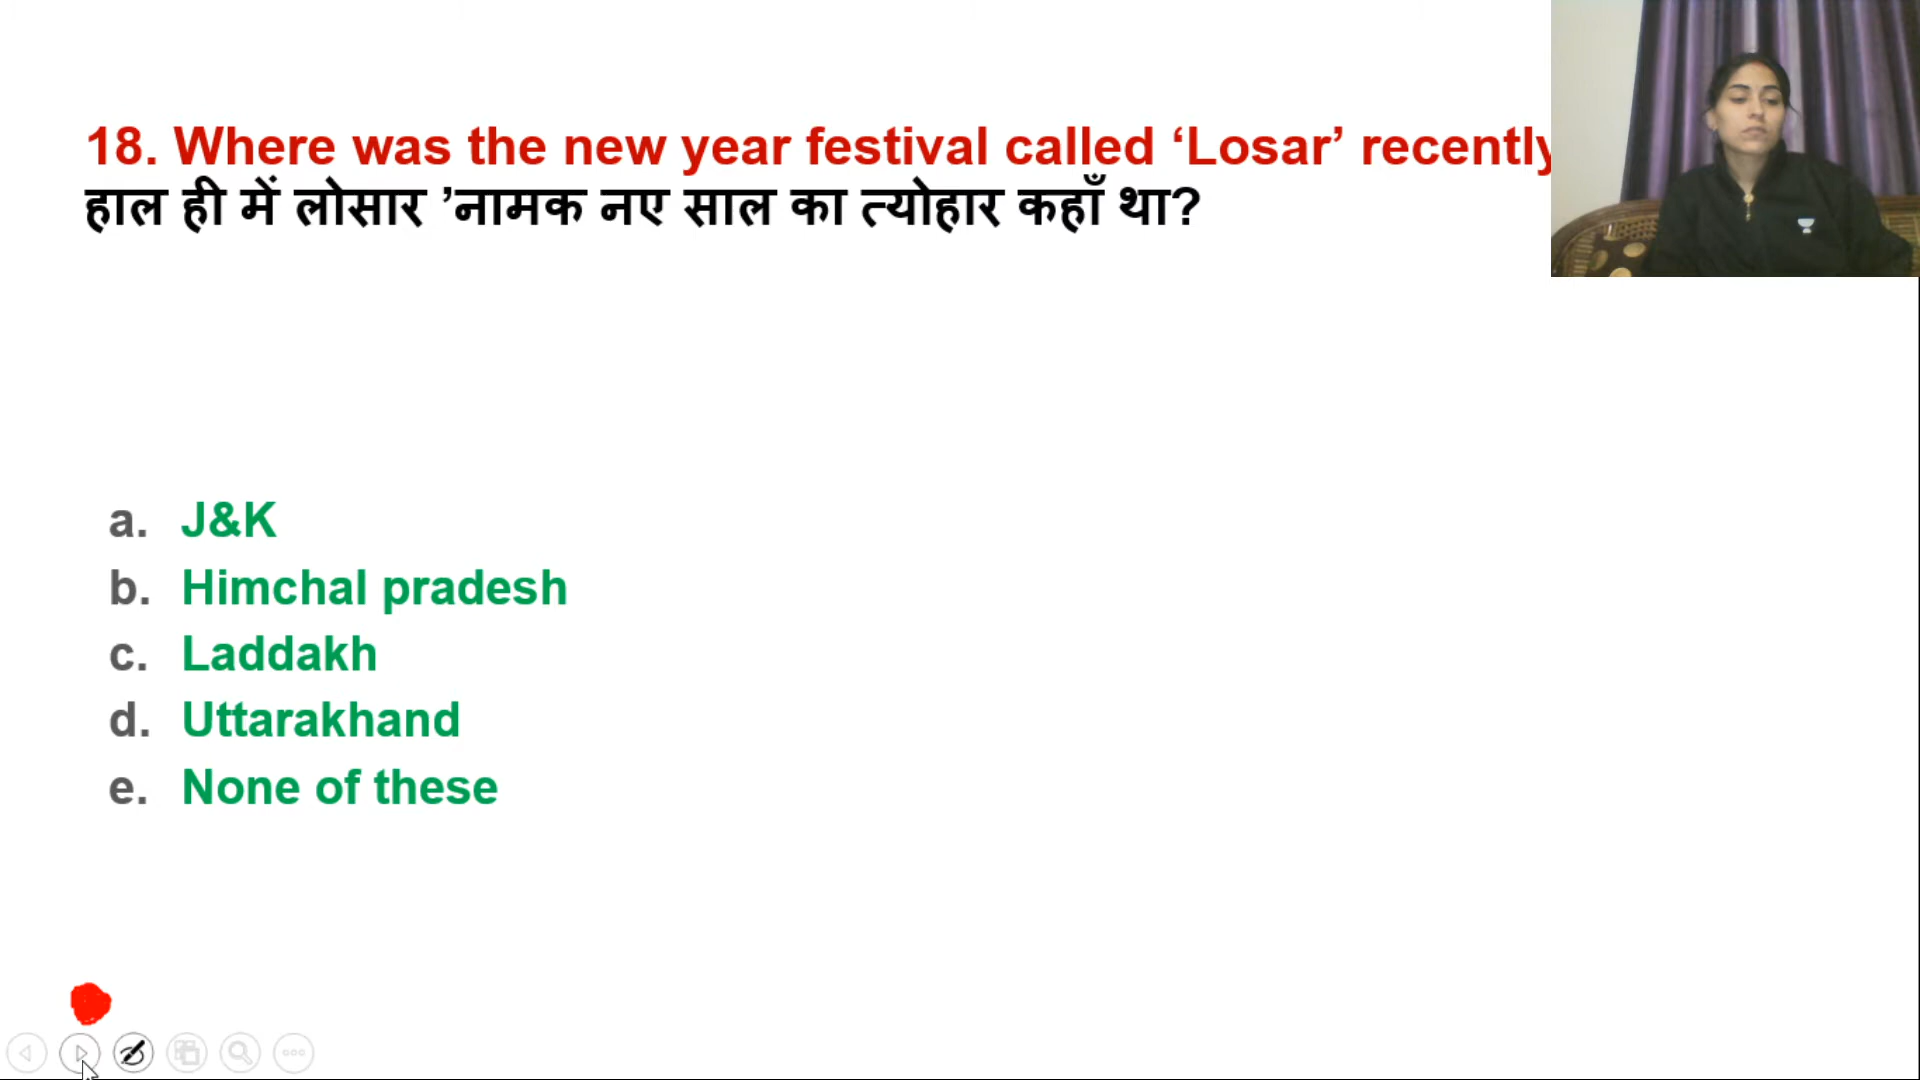 18. Where was the new year festival called ‘Losar’ recently
हाल ही में लोसार ’नामक नए साल का त्योहार कहाँ था?
a. J&K
b. Himchal pradesh
c. Laddakh
d. Uttarakhand
e. None of these